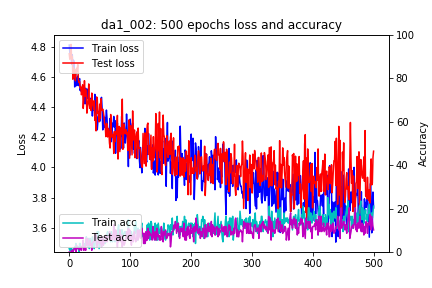 da1_002: 500 epochs loss and accuracy
Train loss
Test loss
Train acc
Test acc
Loss
4.8
4.6
4.4
4.2
4.0
3.8
3.6
Accuracy
100
80
60
40
20
0
0
100
200
300
400
500